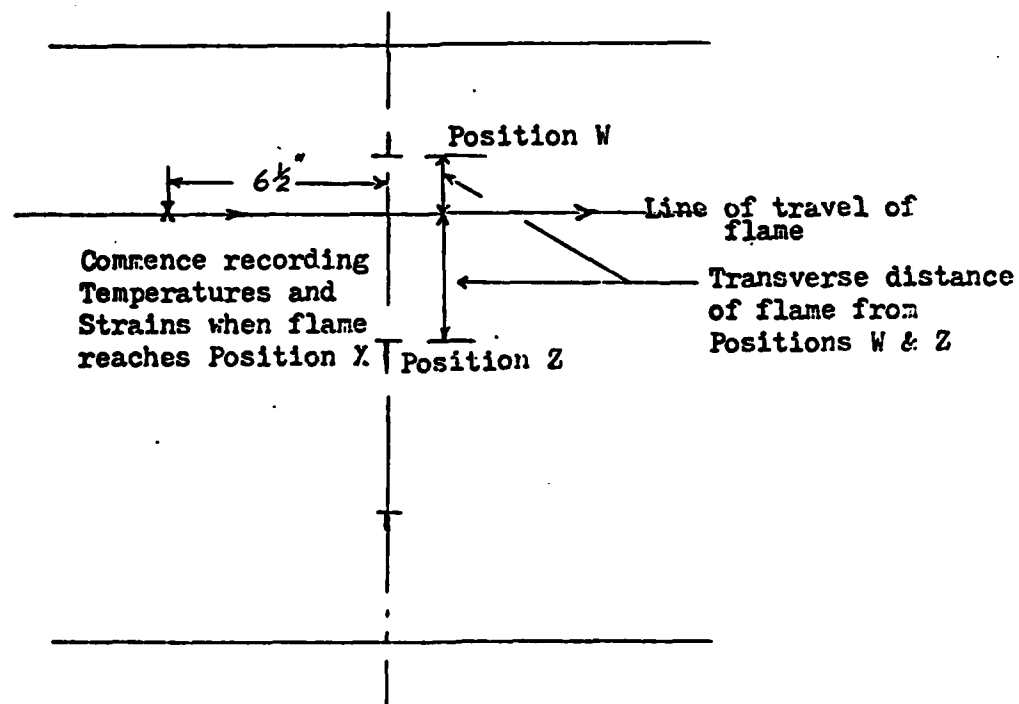 Position W
6½"
Line of travel of
flame
Commence recording
Temperatures and
Strains when flame
reaches Position X
Transverse distance
of flame from
Positions W & Z
Position Z